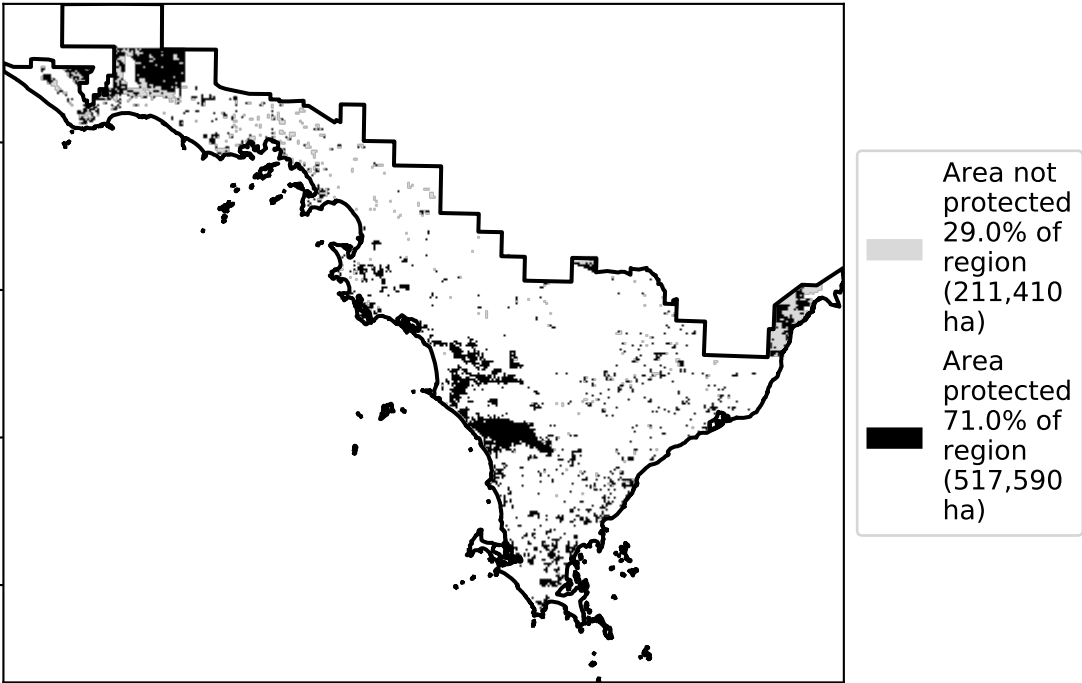 Area not
protected
29.0% of
region
(211,410
ha)
Area
protected
71.0% of
region
(517,590
ha)